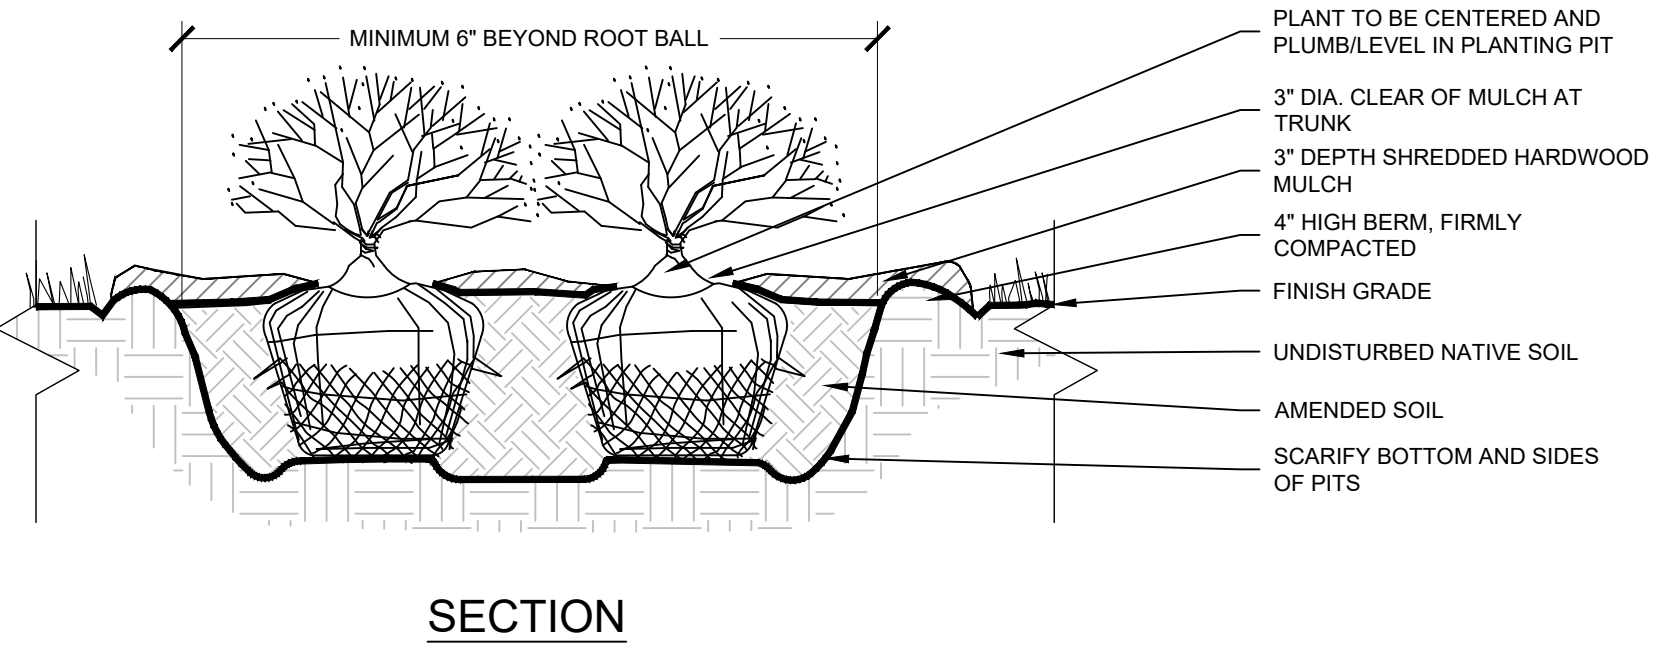 MINIMUM 6" BEYOND ROOT BALL
PLANT TO BE CENTERED AND
PLUMB/LEVEL IN PLANTING PIT
3" DIA. CLEAR OF MULCH AT
TRUNK
3" DEPTH SHREDDED HARDWOOD
MULCH
4" HIGH BERM, FIRMLY
COMPACTED
FINISH GRADE
UNDISTURBED NATIVE SOIL
AMENDED SOIL
SCARIFY BOTTOM AND SIDES
OF PITS
SECTION